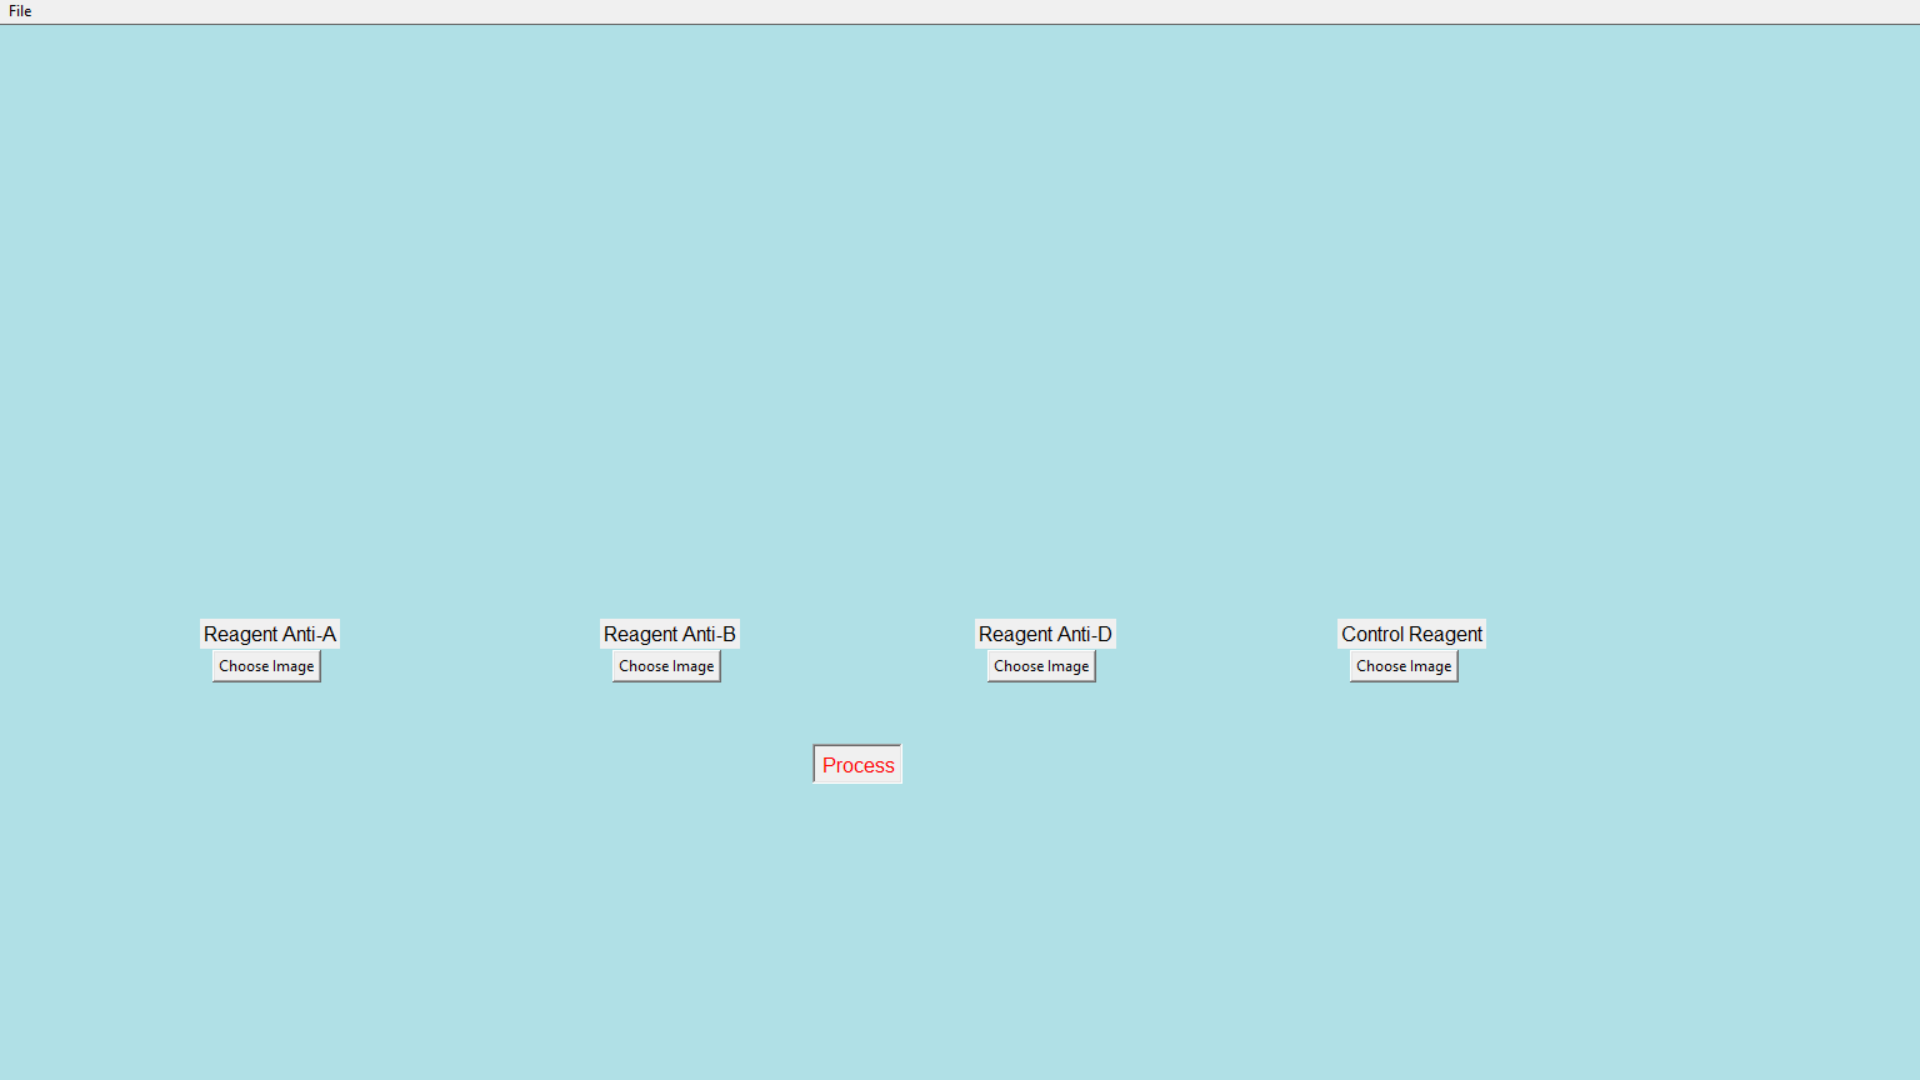 File
Reagent Anti-A
Reagent Anti-B
Reagent Anti-D
Control Reagent
Choose Image
Choose Image
Choose Image
Choose Image
Process